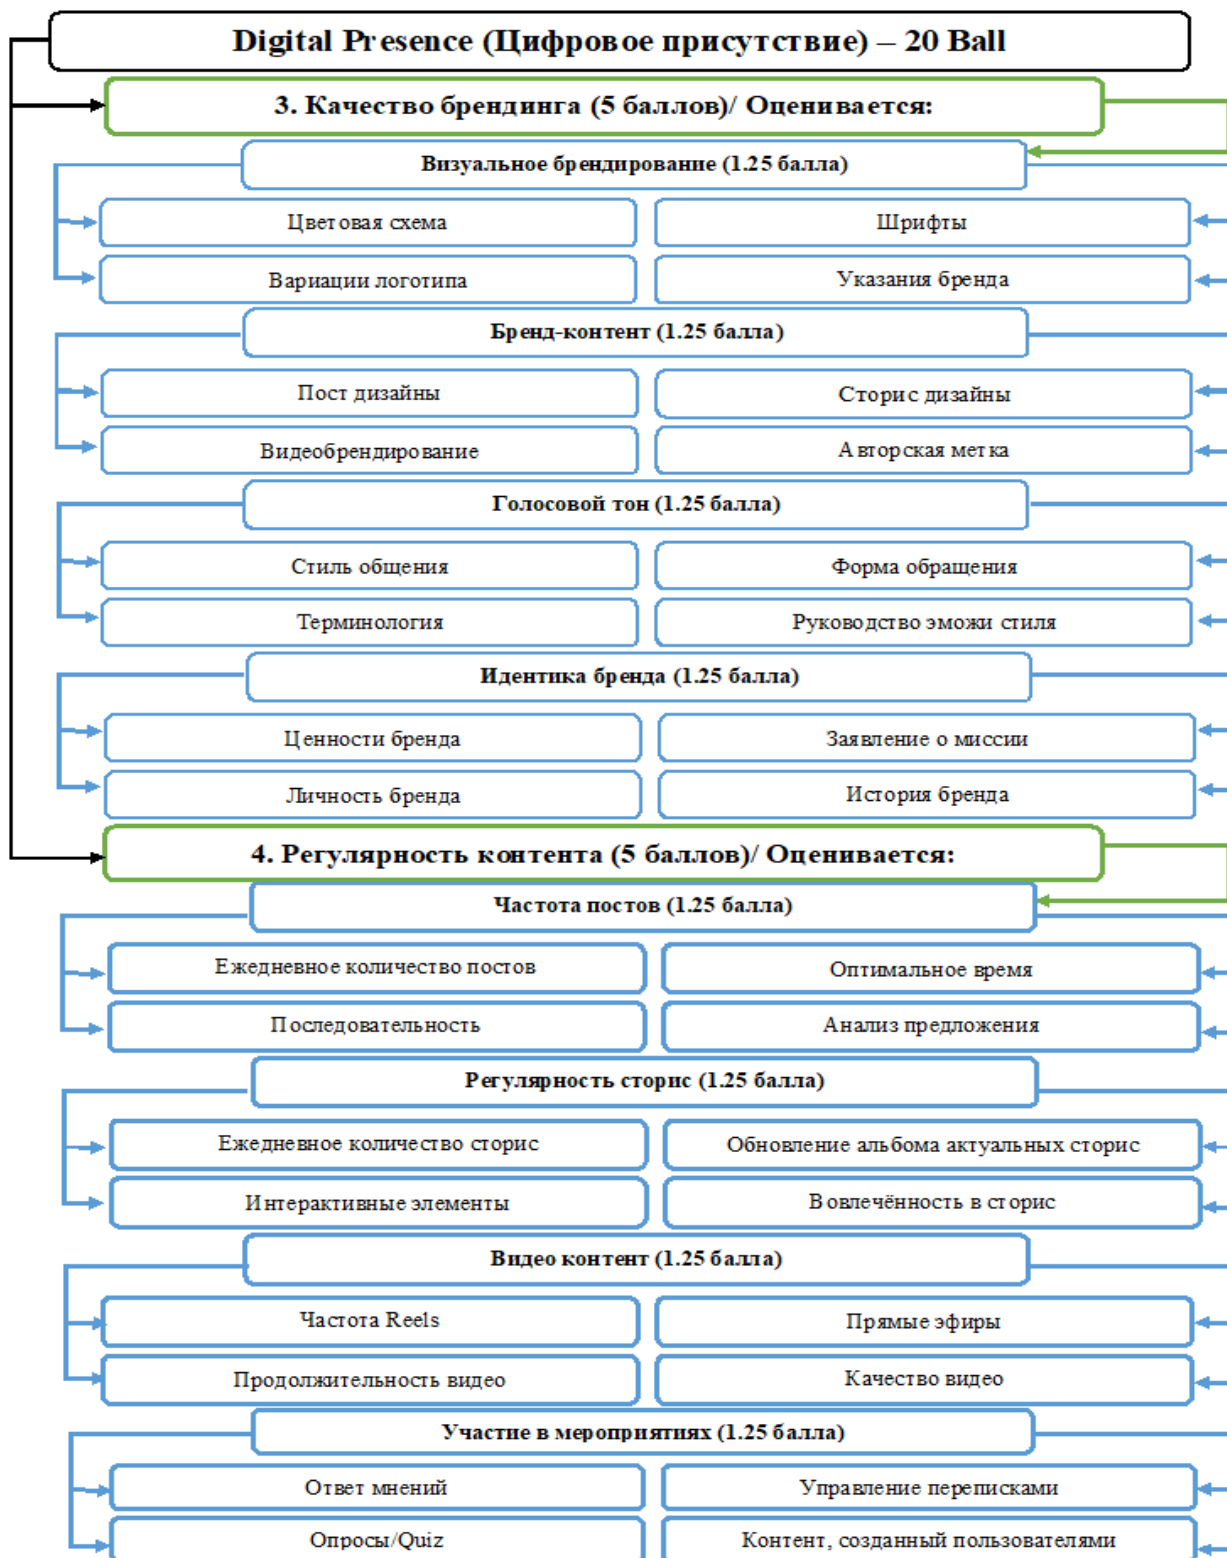 Digital Presence (Цифровое присутствие) – 20 Ball
3. Качество брендинга (5 баллов)/ Оценивается:
Визуальное брендирование (1.25 балла)
Цветовая схема
Шрифты
Вариации логотипа
Указания бренда
Бренд-контент (1.25 балла)
Пост дизайны
Сторис дизайны
Видеобрендирование
Авторская метка
Голосовой тон (1.25 балла)
Стиль общения
Форма обращения
Терминология
Руководство эможи стиля
Идентика бренда (1.25 балла)
Ценности бренда
Заявление о миссии
Личность бренда
История бренда
4. Регулярность контента (5 баллов)/ Оценивается:
Частота постов (1.25 балла)
Ежедневное количество постов
Оптимальное время
Последовательность
Анализ предложения
Регулярность сторис (1.25 балла)
Ежедневное количество сторис
Обновление альбома актуальных сторис
Интерактивные элементы
Вовлечённость в сторис
Видео контент (1.25 балла)
Частота Reels
Прямые эфиры
Продолжительность видео
Качество видео
Участие в мероприятиях (1.25 балла)
Ответ мнений
Управление переписками
Опросы/Quiz
Контент, созданный пользователями